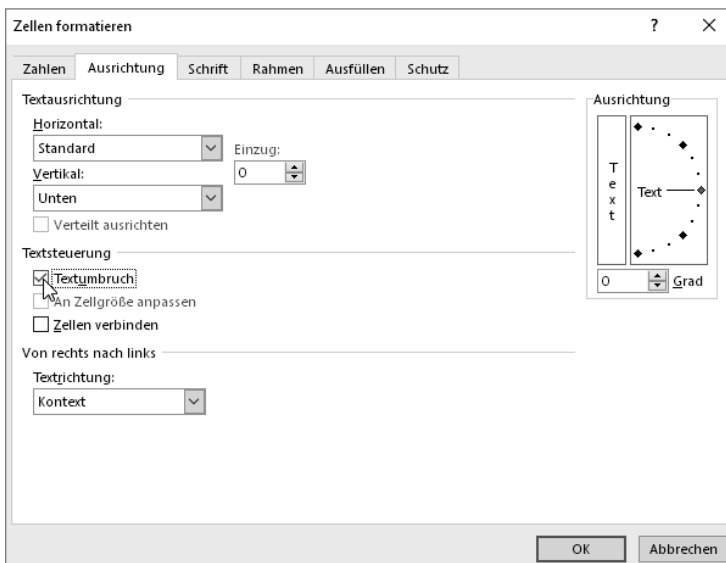 Zellen formatieren ? ×
Zahlen Ausrichtung Schrift Rahmen Ausfüllen Schutz
Textausrichtung
Horizontal:
Standard
Einzug:
0
Vertikal:
Unten
Verteilt ausrichten
Textsteuerung
Textumbruch
An Zellgröße anpassen
Zellen verbinden
Von rechts nach links
Textrichtung:
Kontext
Ausrichtung
Text
Text
0 Grad
OK Abbrechen